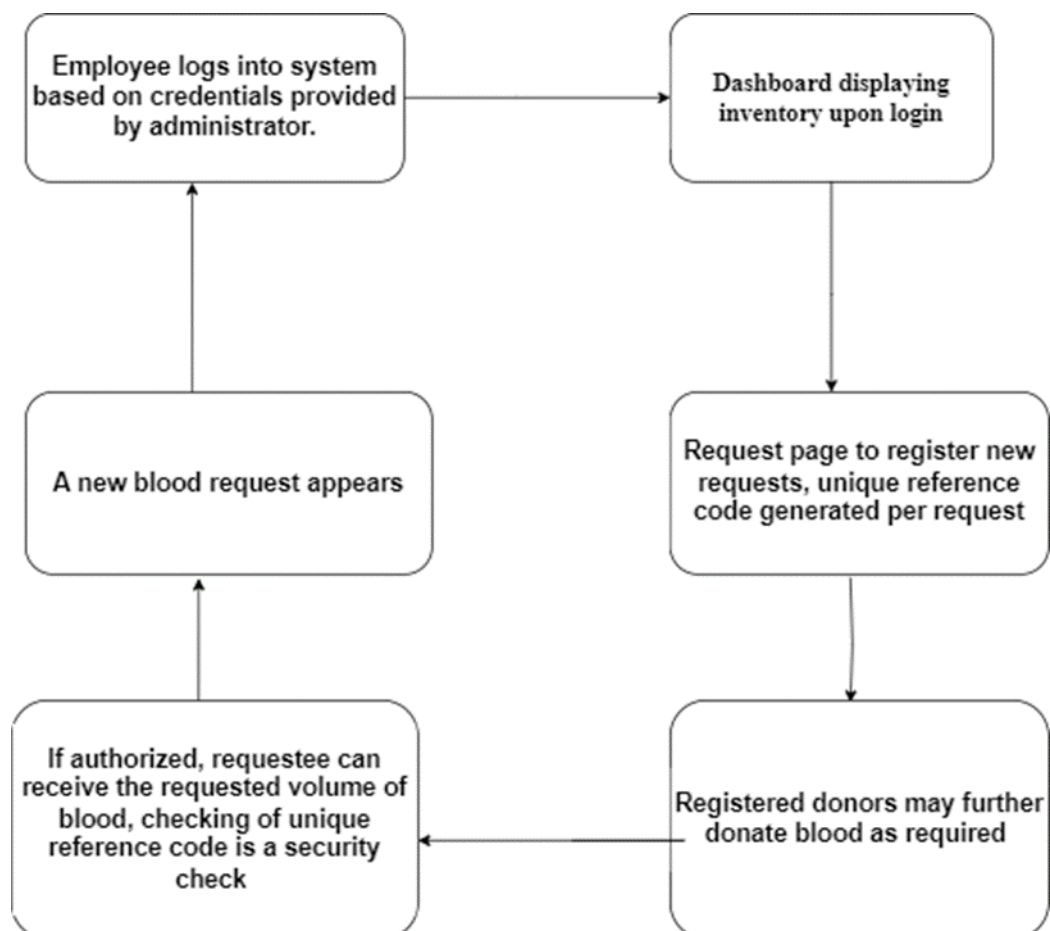 Employee logs into system
based on credentials provided
by administrator.
Dashboard displaying
inventory upon login
Request page to register new
requests, unique reference
code generated per request
Registered donors may further
donate blood as required
If authorized, requestee can
receive the requested volume of
blood, checking of unique
reference code is a security
check
A new blood request appears